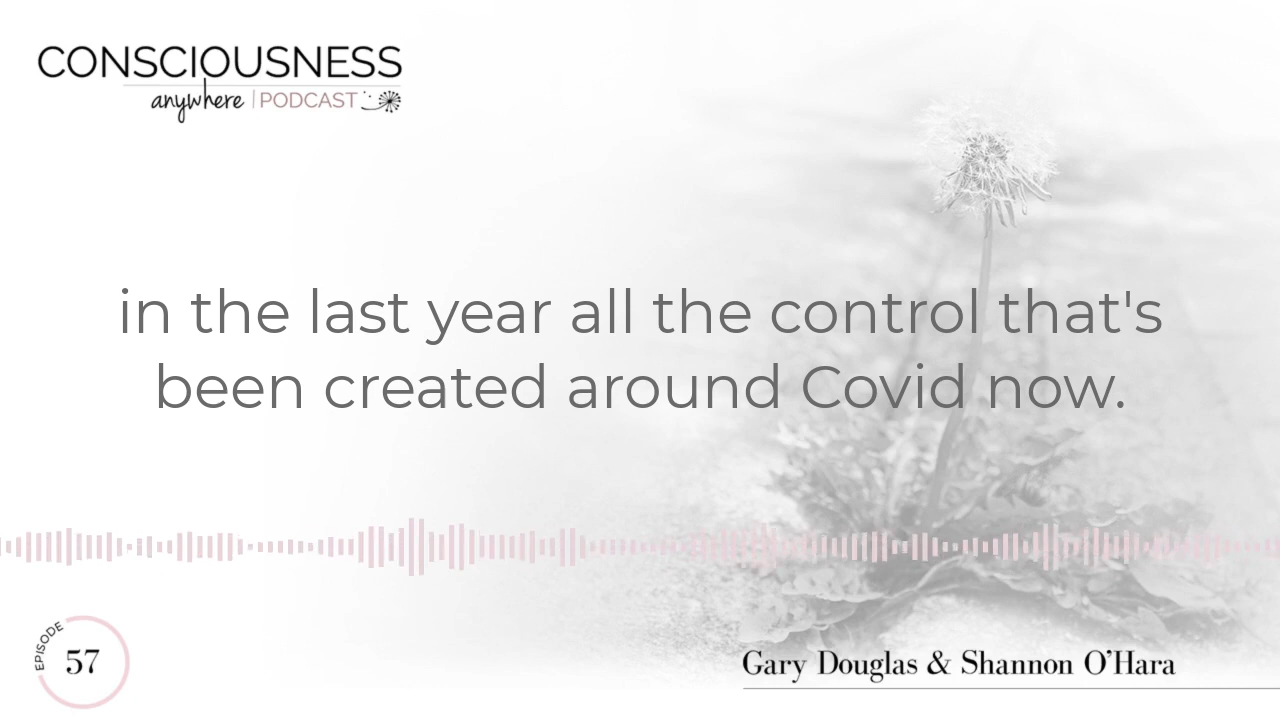 CONSCIOUSNESS
anywhere | PODCAST
in the last year all the control that's
been created around Covid now.
EPISODE
57
Gary Douglas & Shannon O'Hara